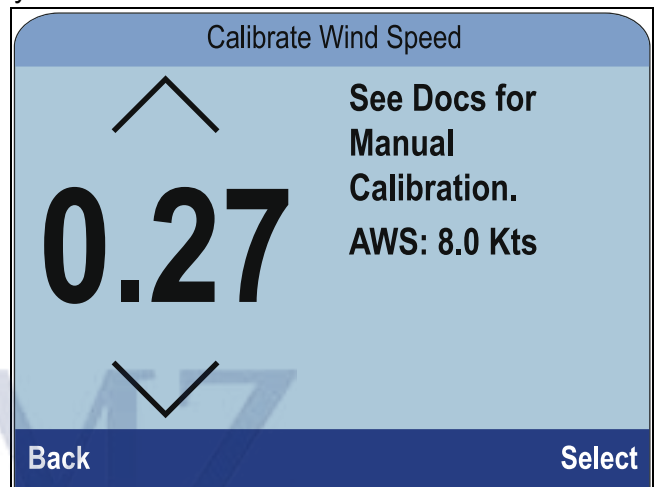 Calibrate Wind Speed
See Docs for
Manual
Calibration.
AWS: 8.0 Kts
0.27
Back
Select